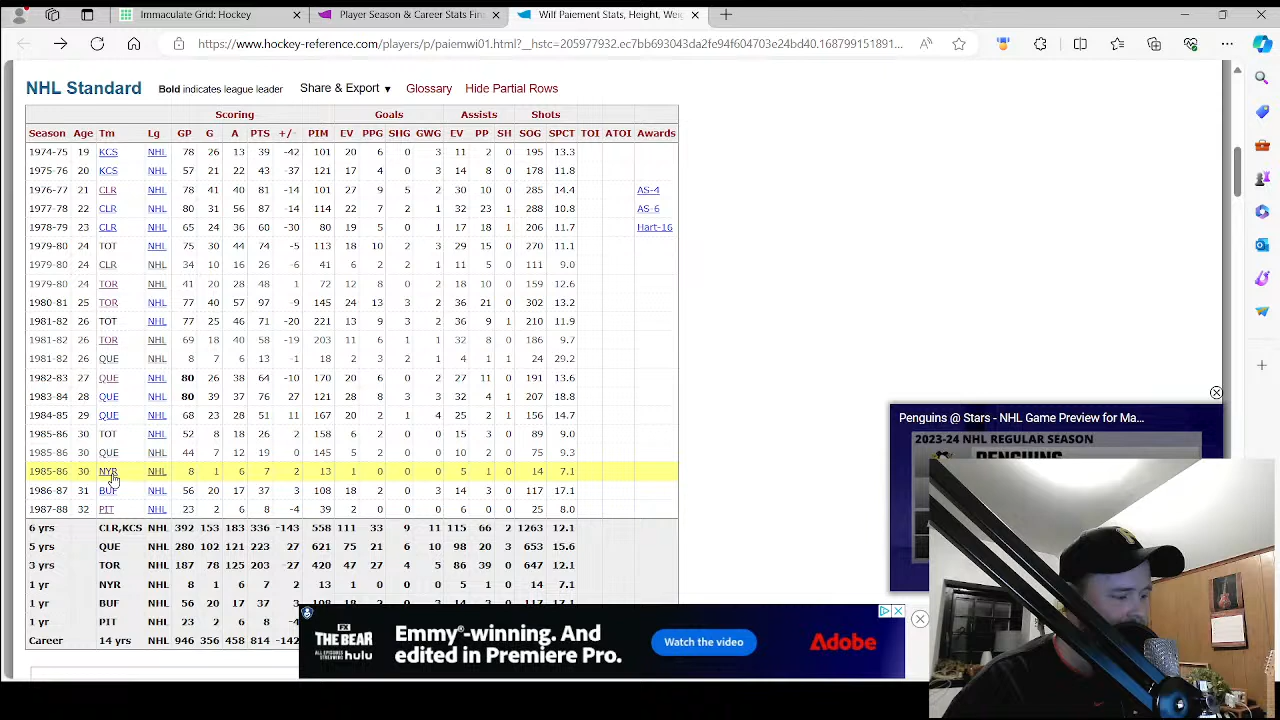 Immaculate Grid: Hockey
Player Season & Career Stats Fin
Wilf Paiement Stats, Height, Weig
https://www.hockey-reference.com/players/p/paiemwi01.html?__hstc=205977932.ec7bb693043da2fc94f604703e24bd40.168799151891...
NHL Standard
Bold indicates league leader
Share & Export ▼
Glossary
Hide Partial Rows
Scoring Goals Assists Shots
Season Age Tm Lg GP G A PTS +/- PIM EV PPG SHG GWG EV PP SH SOG SPCT TOI ATOI Awards
1974-75 19 KCS NHL 78 26 13 39 -42 101 20 6 0 3 11 2 0 195 13.3
1975-76 20 KCS NHL 57 21 22 43 -37 121 17 4 0 3 14 8 0 178 11.8
1976-77 21 CLR NHL 78 41 40 81 -14 101 27 9 5 2 30 10 0 285 14.4 AS-4
1977-78 22 CLR NHL 80 31 56 87 -14 114 22 7 2 1 32 23 1 288 10.8 AS-6
1978-79 23 CLR NHL 65 24 36 60 -30 80 19 5 0 1 17 18 1 206 11.7 Hart-16
1979-80 24 TOT NHL 75 30 44 74 -5 113 18 10 2 3 29 15 0 270 11.1
1979-80 24 CLR NHL 34 10 16 26 -6 41 6 2 2 1 11 5 0 111 9.0
1979-80 24 TOR NHL 41 20 28 48 1 72 12 8 0 2 18 10 0 159 12.6
1980-81 25 TOR NHL 77 40 57 97 -9 145 24 13 3 2 36 21 0 302 13.2
1981-82 26 TOT NHL 77 25 46 71 -20 221 13 9 3 2 36 9 1 210 11.9
1981-82 26 TOR NHL 69 18 40 58 -19 203 11 6 1 1 32 8 0 186 9.7
1981-82 26 QUE NHL 8 7 6 13 -1 18 2 3 2 1 4 1 1 24 29.2
1982-83 27 QUE NHL 80 26 38 64 -10 170 20 6 0 2 27 11 0 191 13.6
1983-84 28 QUE NHL 80 39 37 76 27 121 28 8 3 3 32 4 1 207 18.8
1984-85 29 QUE NHL 68 23 28 51 11 167 20 2 1 4 25 2 1 156 14.7
1985-86 30 TOT NHL 52 8 18 26 1 158 6 2 0 0 15 3 0 89 9.0
1985-86 30 QUE NHL 44 7 12 19 145 5 2 0 0 10 2 0 75 9.3
1985-86 30 NYR NHL 8 1 6 7 2 13 1 0 0 0 5 1 0 14 7.1
1986-87 31 BUF NHL 56 20 17 37 3 108 18 2 0 3 14 3 0 117 17.1
1987-88 32 PIT NHL 23 2 6 8 -4 39 2 0 0 0 6 0 0 25 8.0
6 yrs CLR,KCS NHL 392 153 183 336 -143 558 111 33 9 11 115 66 2 1263 12.1
5 yrs QUE NHL 280 102 121 223 27 621 75 21 6 10 98 20 3 653 15.6
3 yrs TOR NHL 187 78 125 203 -27 420 47 27 4 5 86 39 0 647 12.1
1 yr NYR NHL 8 1 6 7 2 13 1 0 0 0 5 1 0 14 7.1
1 yr BUF NHL 56 20 17 37 3 108 18 2 0 3 14 3 0 117 17.1
1 yr PIT NHL 23 2 6 8
Career 14 yrs NHL 946 356 458 814 -142
Penguins @ Stars - NHL Game Preview for Ma...
2023-24 NHL REGULAR SEASON
PENGUINS
FX
THE BEAR
ALL EPISODES STREAMING hulu
Emmy®-winning. And
edited in Premiere Pro.
Watch the video
Adobe